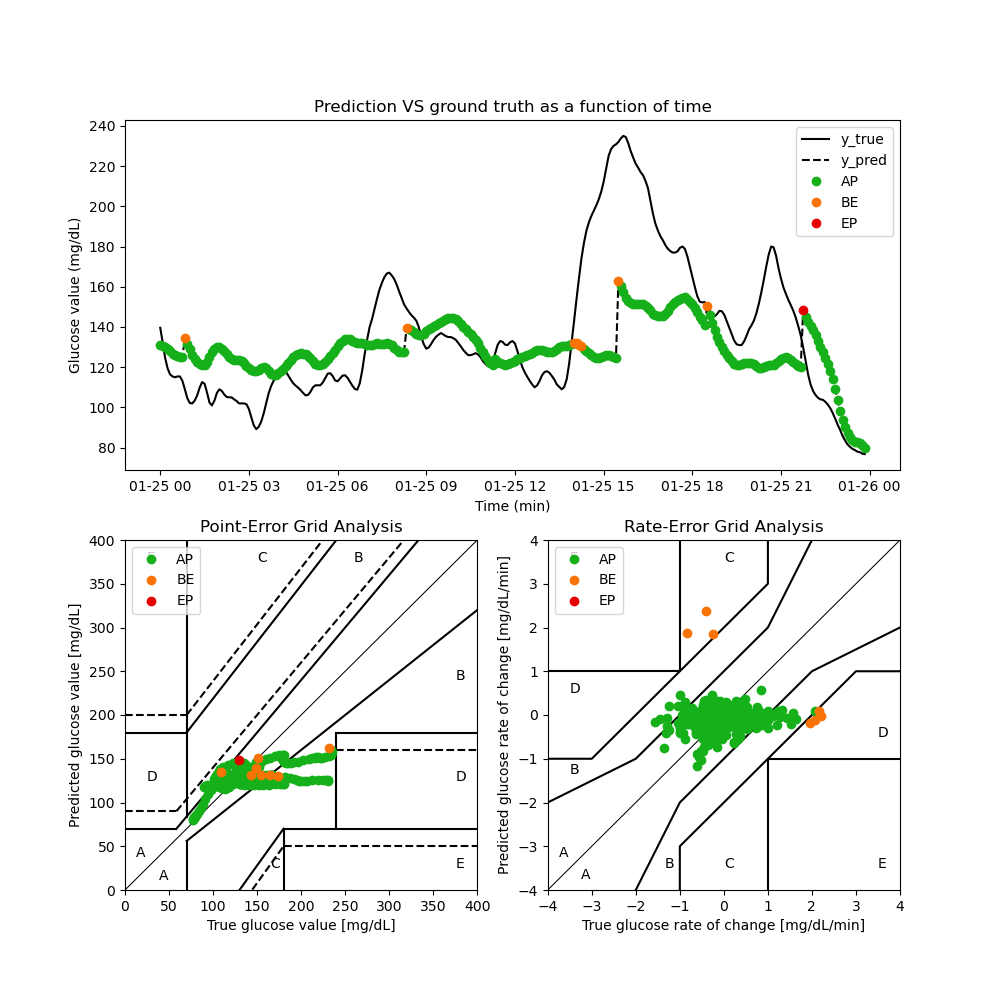 Prediction VS ground truth as a function of time
Glucose value (mg/dL)
240
220
200
180
160
140
120
100
80
y_true
y_pred
AP
BE
EP
01-25 00 01-25 03 01-25 06 01-25 09 01-25 12 01-25 15 01-25 18 01-25 21 01-26 00
Time (min)
Point-Error Grid Analysis
Predicted glucose value [mg/dL]
400
350
300
250
200
150
100
50
0
AP
BE
EP
C B
B
D D
A
A C E
0 50 100 150 200 250 300 350 400
True glucose value [mg/dL]
Rate-Error Grid Analysis
Predicted glucose rate of change [mg/dL/min]
4
3
2
1
0
−1
−2
−3
−4
AP
BE
EP
C
D
D
B
A
A B C E
−4 −3 −2 −1 0 1 2 3 4
True glucose rate of change [mg/dL/min]